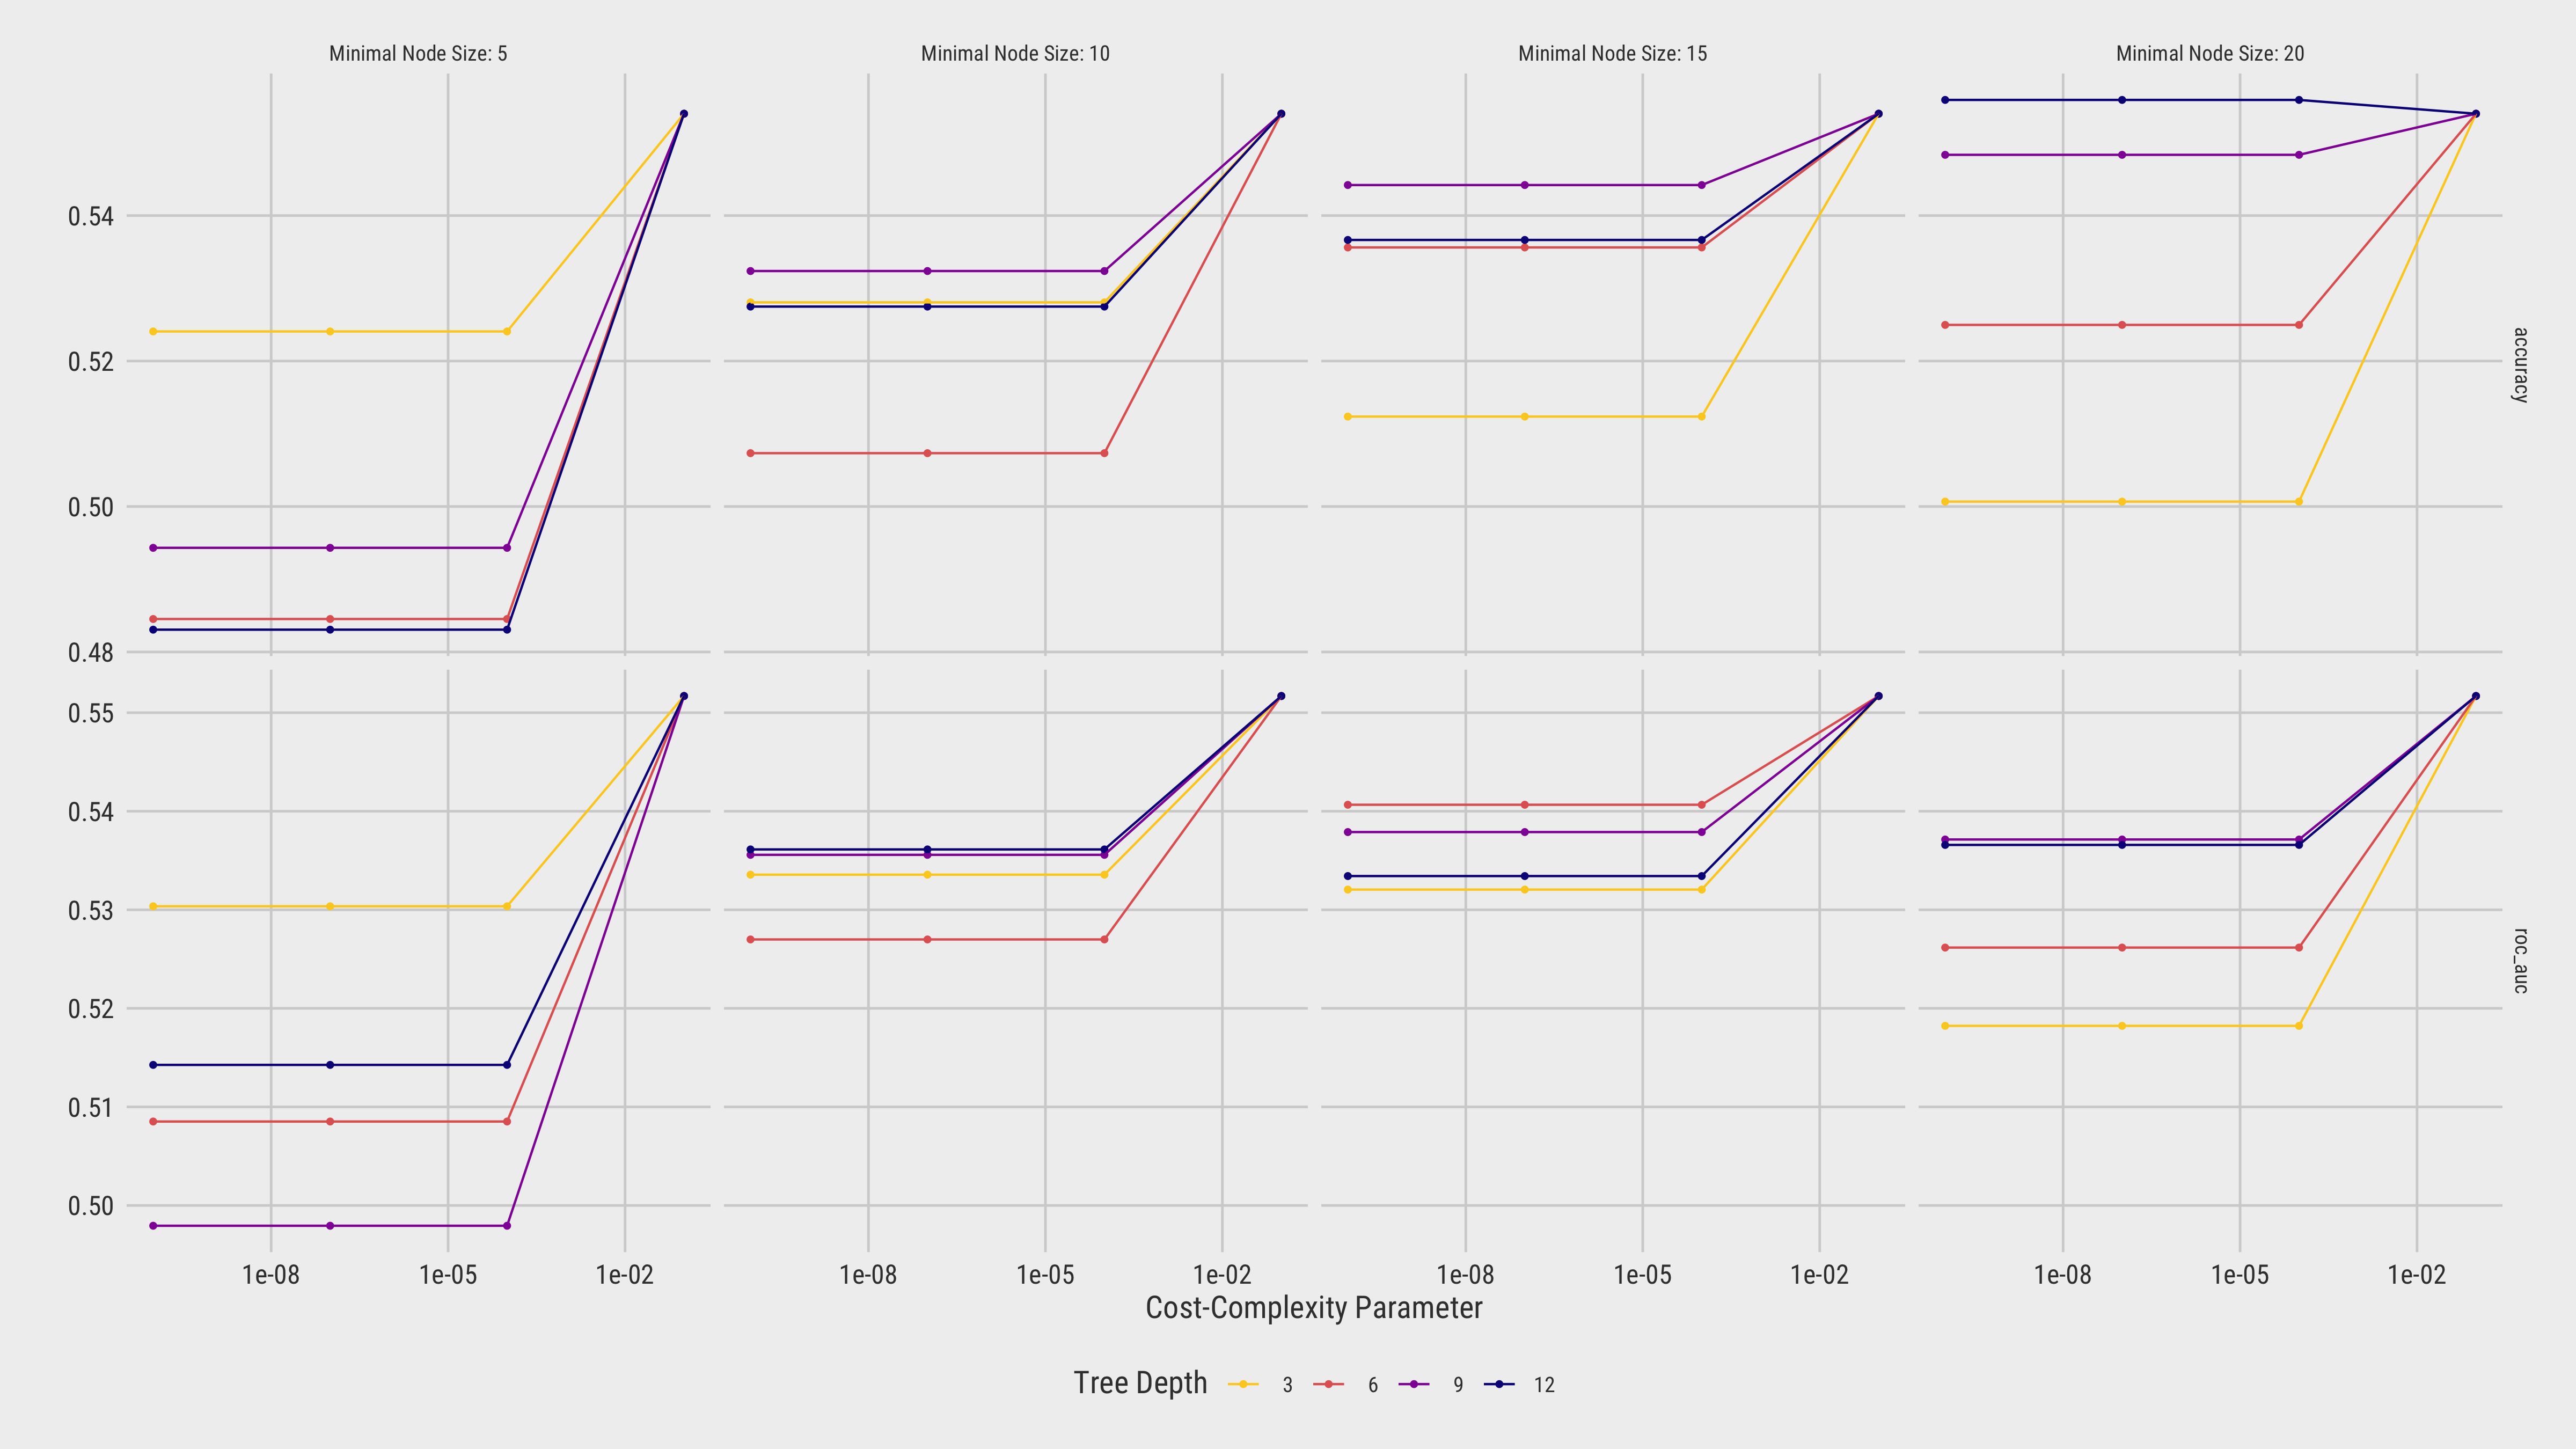 Minimal Node Size: 5
Minimal Node Size: 10
Minimal Node Size: 15
Minimal Node Size: 20
0.54
0.52
0.50
0.48
accuracy
0.55
0.54
0.53
0.52
0.51
0.50
roc_auc
1e-08 1e-05 1e-02
1e-08 1e-05 1e-02
1e-08 1e-05 1e-02
1e-08 1e-05 1e-02
Cost-Complexity Parameter
Tree Depth 3 6 9 12